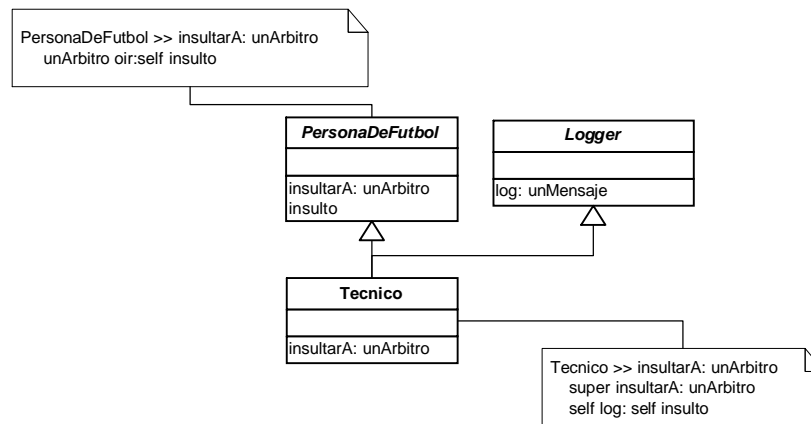 PersonaDeFutbol >> insultarA: unArbitro
unArbitro oir:self insulto
PersonaDeFutbol
insultarA: unArbitro
insulto
Logger
log: unMensaje
Tecnico
insultarA: unArbitro
Tecnico >> insultarA: unArbitro
super insultarA: unArbitro
self log: self insulto